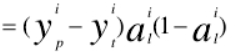 = (y_p^i - y_t^i) a_l^i (1 - a_l^i)